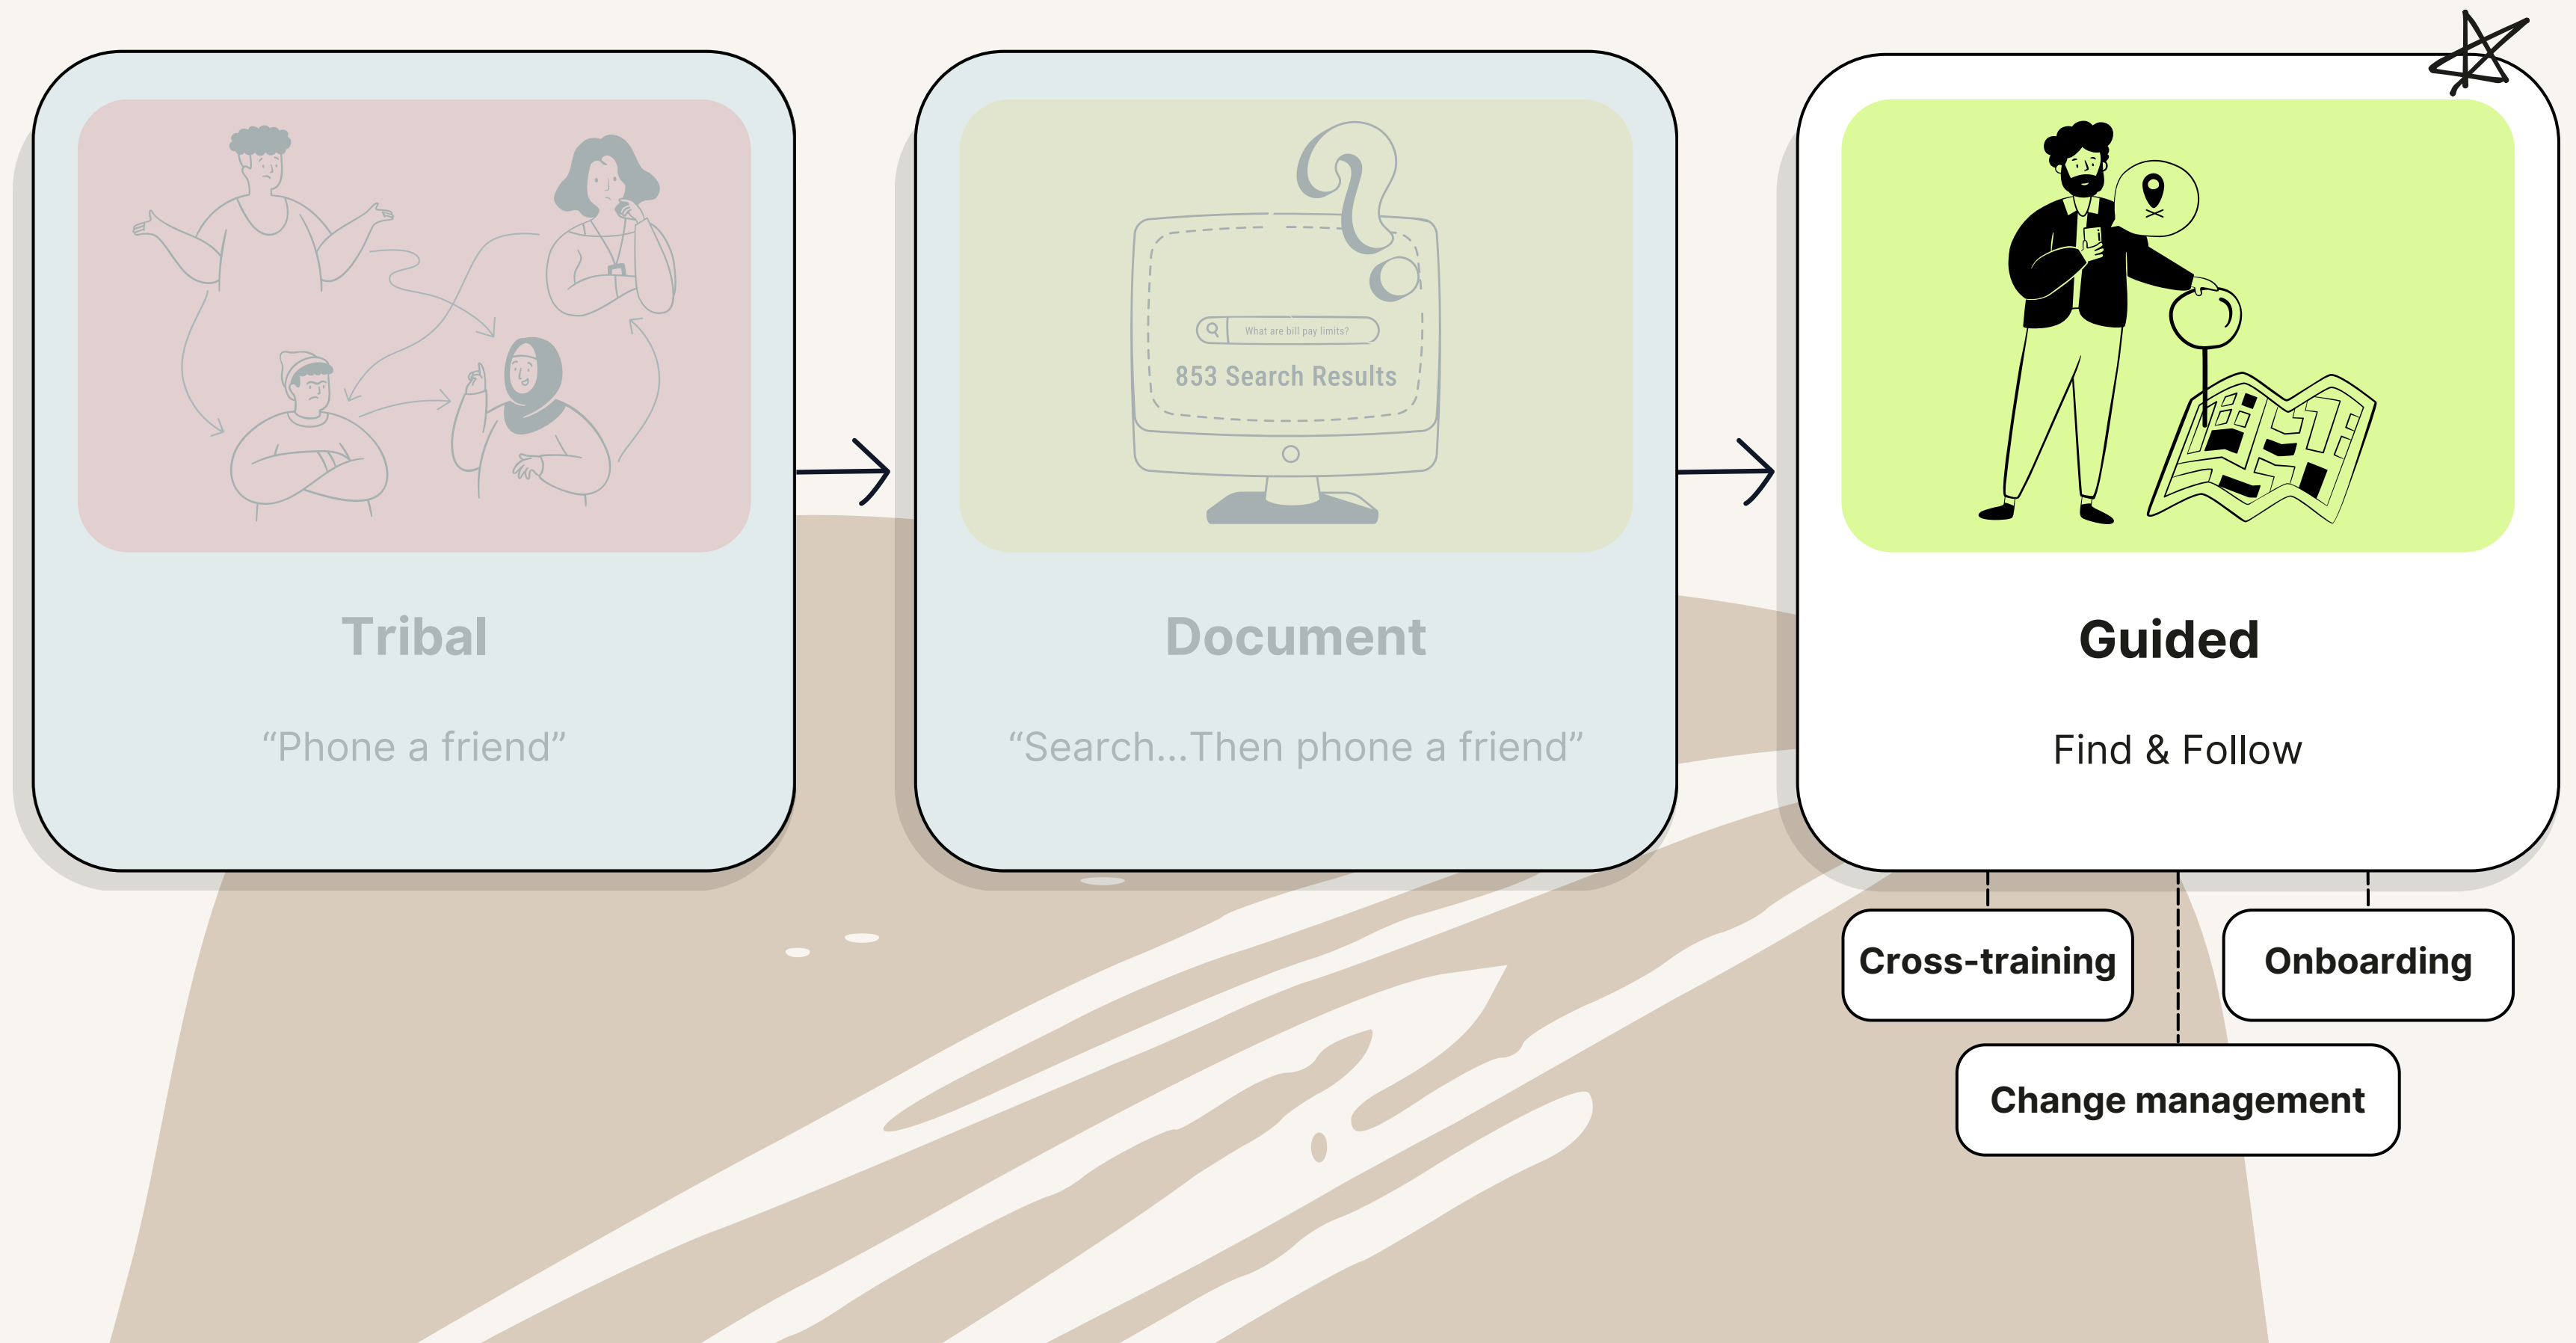 What are bill pay limits?
853 Search Results
Tribal
“Phone a friend”
Document
“Search...Then phone a friend”
Guided
Find & Follow
Cross-training
Onboarding
Change management